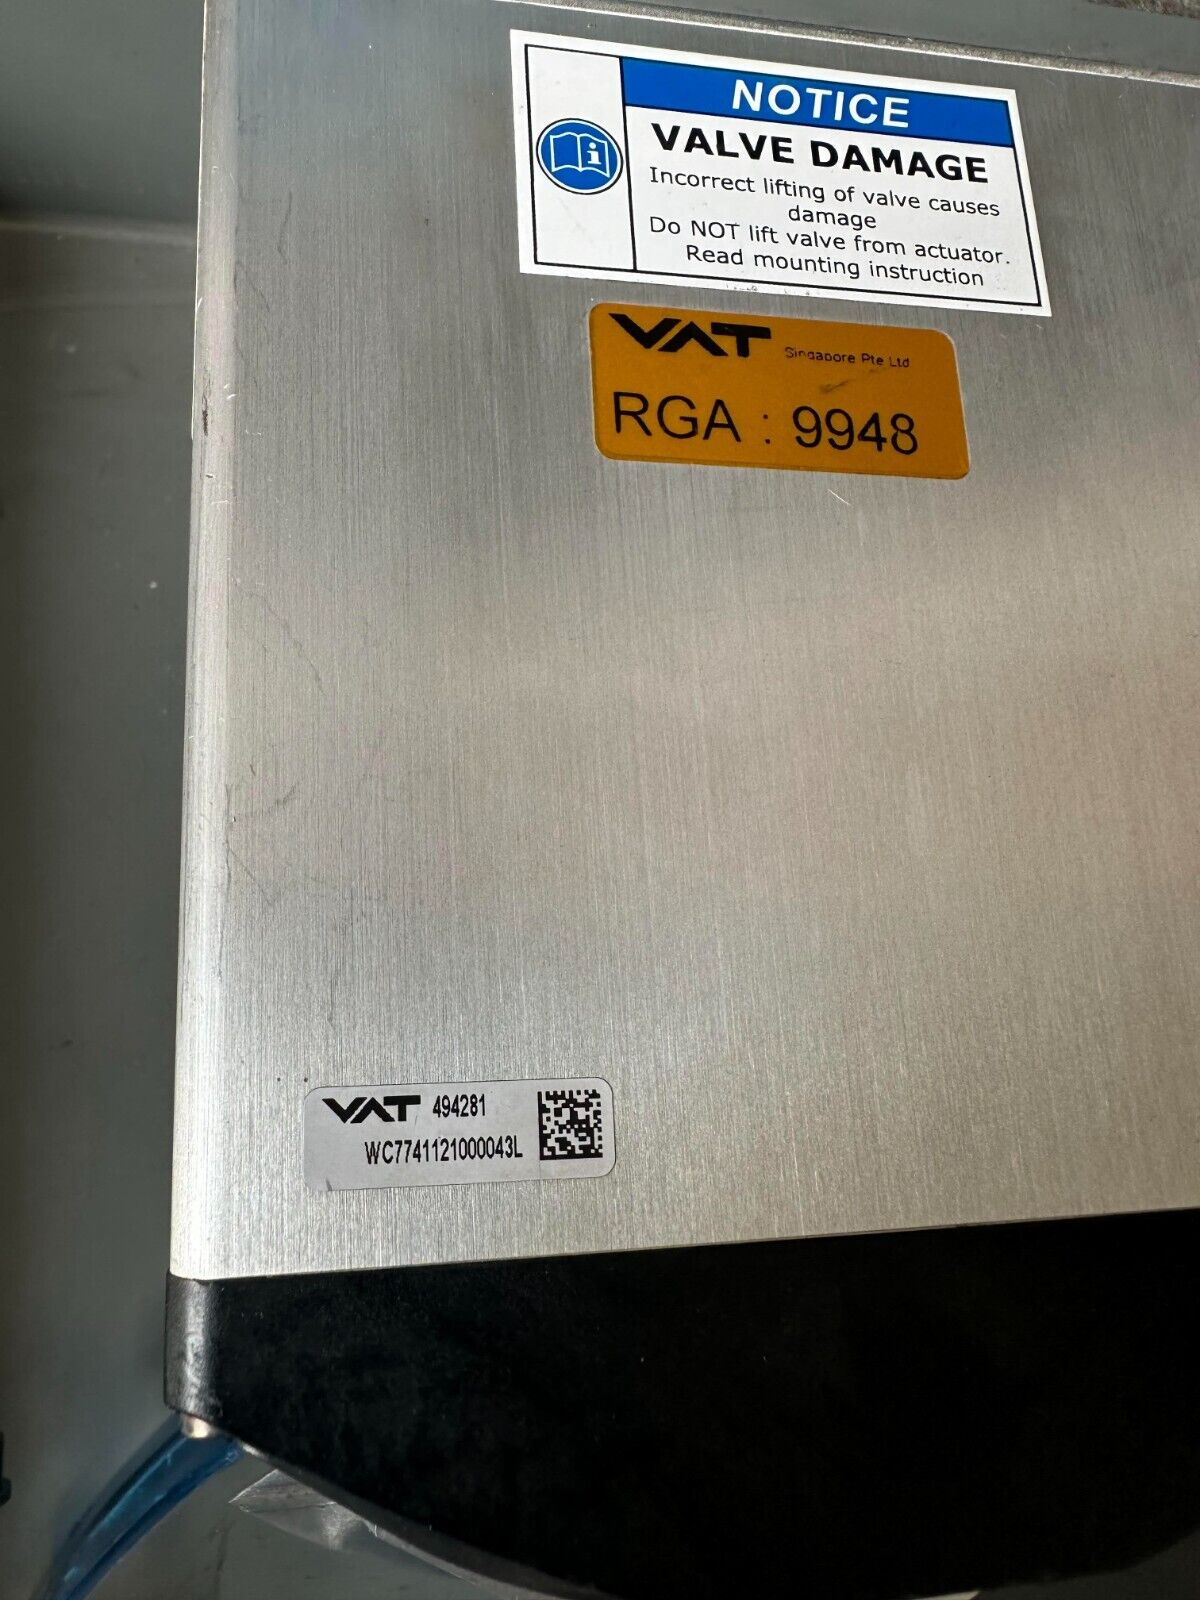 NOTICE
VALVE DAMAGE
Incorrect lifting of valve causes
damage
Do NOT lift valve from actuator.
Read mounting instruction
VAT Singapore Pte Ltd
RGA : 9948
VAT 494281
WC7741121000043L